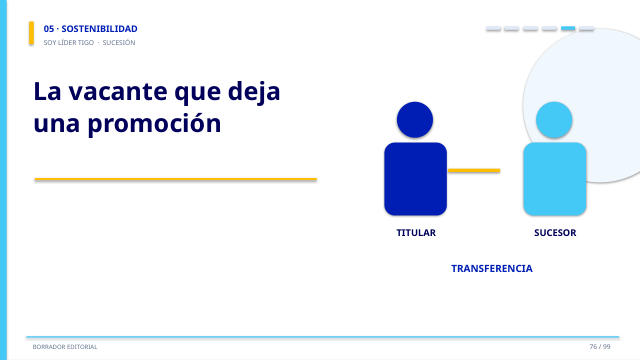 05 · SOSTENIBILIDAD
SOY LÍDER TIGO · SUCESIÓN
La vacante que deja
una promoción
TITULAR
SUCESOR
TRANSFERENCIA
BORRADOR EDITORIAL
76 / 99